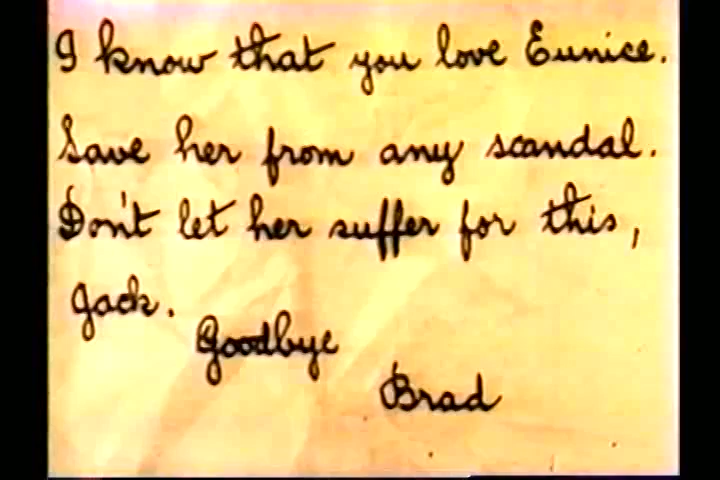 I know that you love Eunice.
Save her from any scandal.
Don't let her suffer for this,
Jack.
Goodbye
Brad